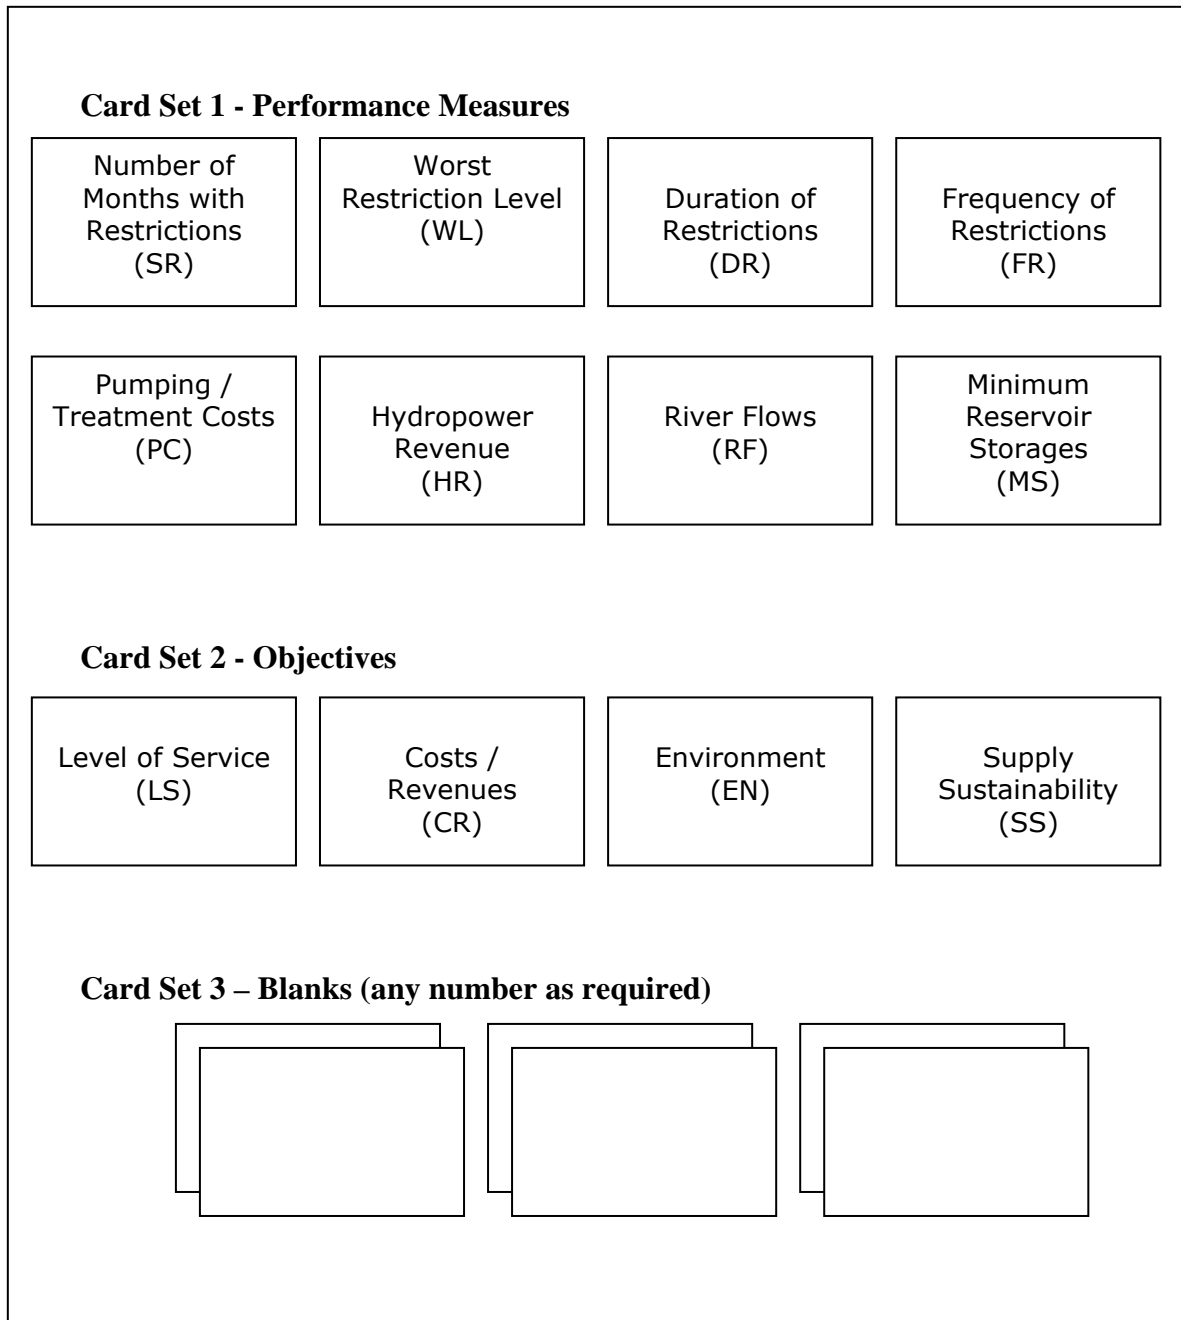 Card Set 1 - Performance Measures
Number of
Months with
Restrictions
(SR)
Worst
Restriction Level
(WL)
Duration of
Restrictions
(DR)
Frequency of
Restrictions
(FR)
Pumping /
Treatment Costs
(PC)
Hydropower
Revenue
(HR)
River Flows
(RF)
Minimum
Reservoir
Storages
(MS)
Card Set 2 - Objectives
Level of Service
(LS)
Costs /
Revenues
(CR)
Environment
(EN)
Supply
Sustainability
(SS)
Card Set 3 – Blanks (any number as required)